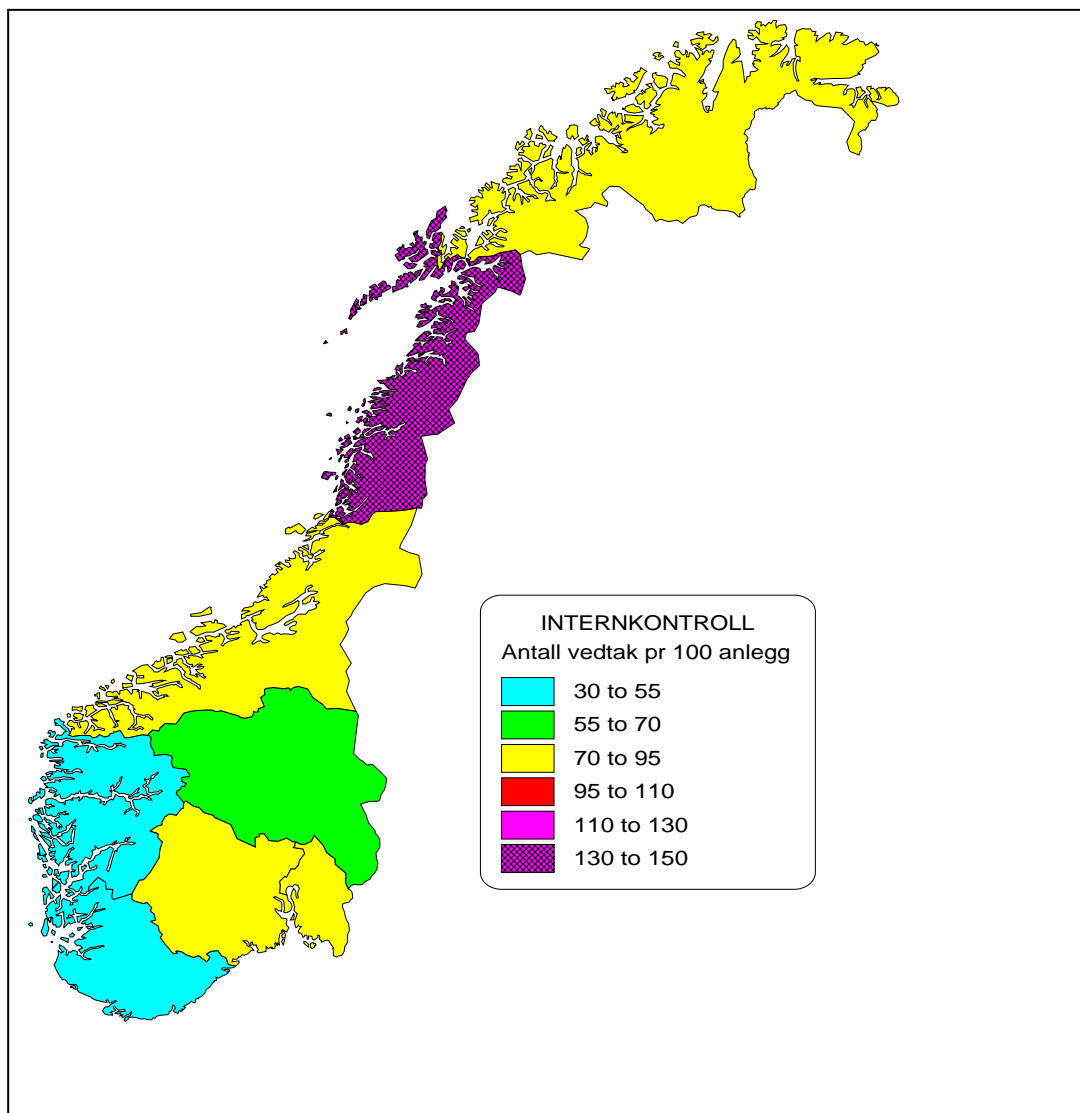 INTERNKONTROLL
Antall vedtak pr 100 anlegg
30 to 55
55 to 70
70 to 95
95 to 110
110 to 130
130 to 150